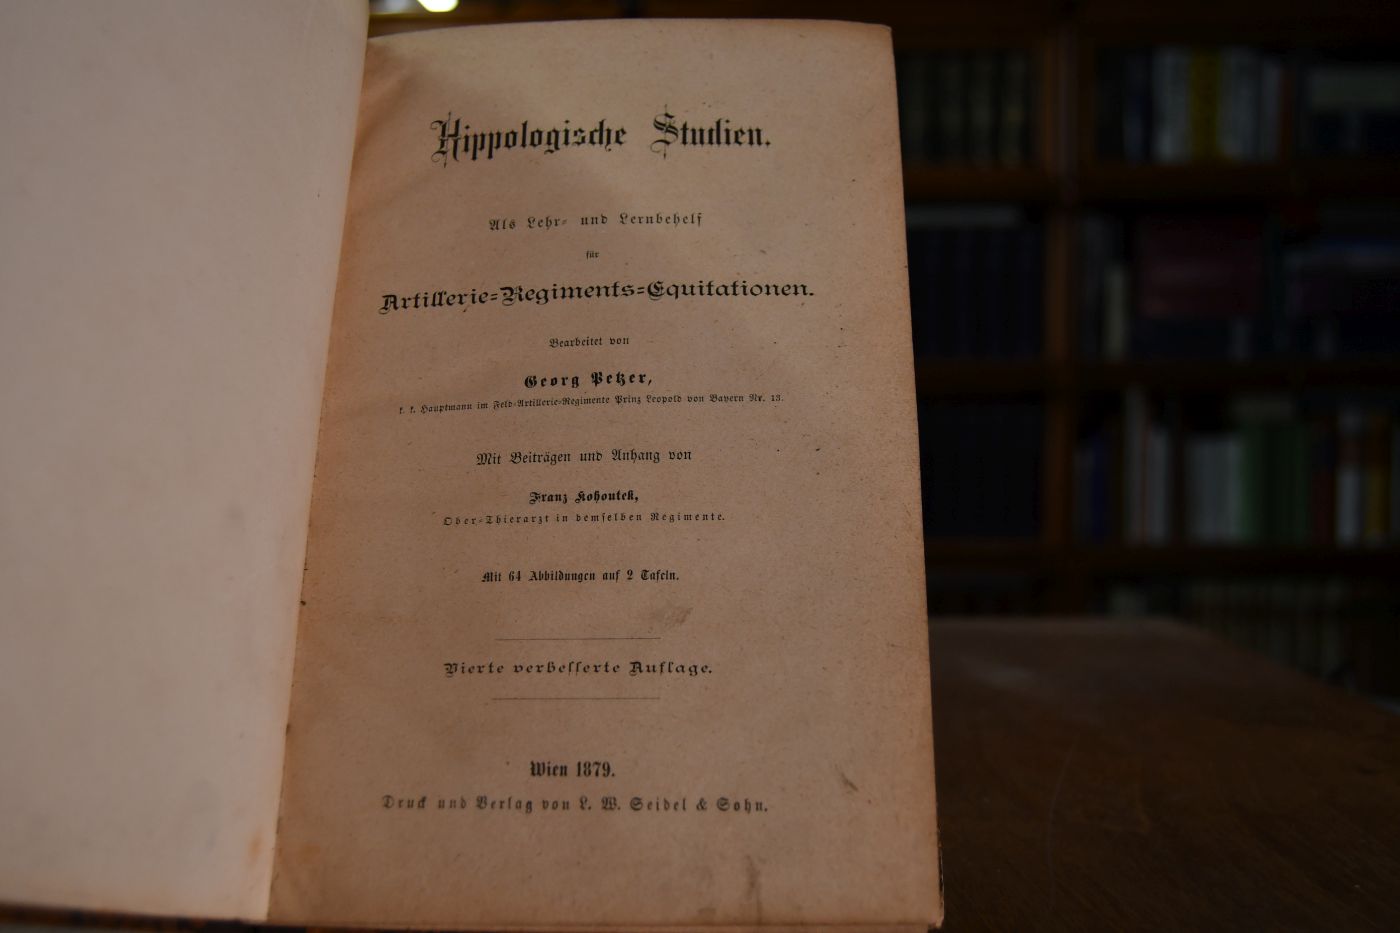 Hippologische Studien.
Als Lehr- und Lernbehelf
für
Artillerie-Regiments-Equitationen.
Bearbeitet von
Georg Petzer,
k. k. Hauptmann im Feld-Artillerie-Regimente Prinz Leopold von Bayern Nr. 13.
Mit Beiträgen und Anhang von
Franz Kohoutek,
Ober-Thierarzt in demselben Regimente.
Mit 64 Abbildungen auf 2 Tafeln.
Vierte verbesserte Auflage.
Wien 1879.
Druck und Verlag von L. W. Seidel & Sohn.